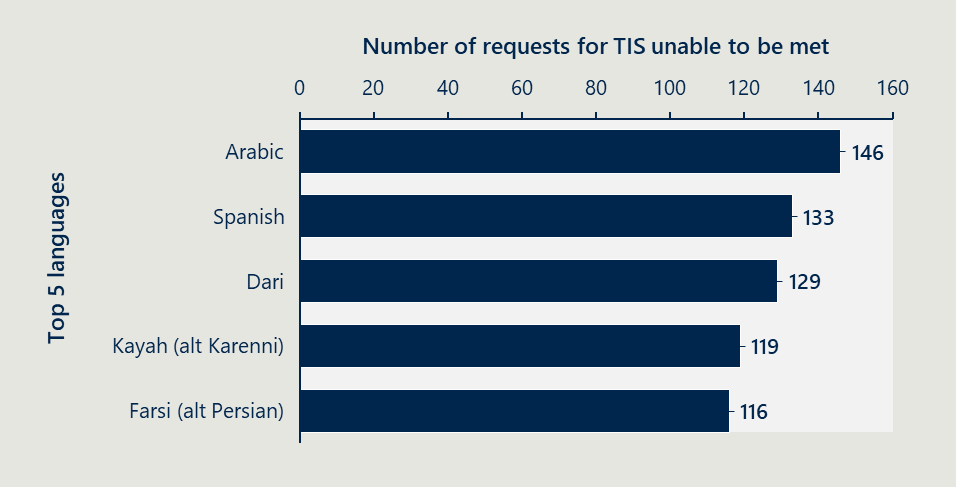 Number of requests for TIS unable to be met
0 20 40 60 80 100 120 140 160
Top 5 languages
Arabic 146
Spanish 133
Dari 129
Kayah (alt Karenni) 119
Farsi (alt Persian) 116